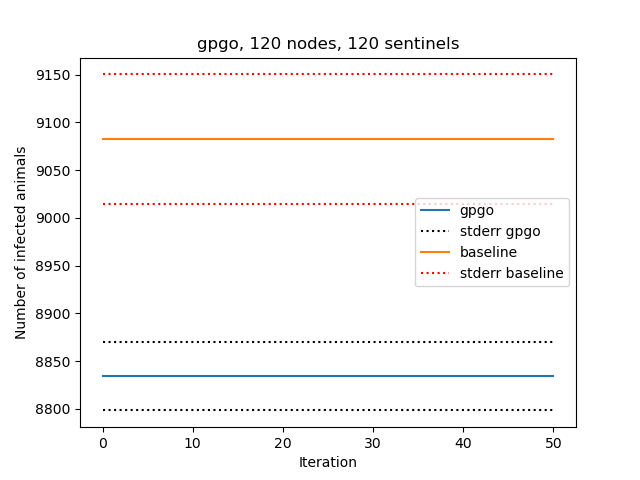 gpgo, 120 nodes, 120 sentinels
9150
9100
9050
9000
8950
8900
8850
8800
Number of infected animals
gpgo
stderr gpgo
baseline
stderr baseline
0 10 20 30 40 50
Iteration